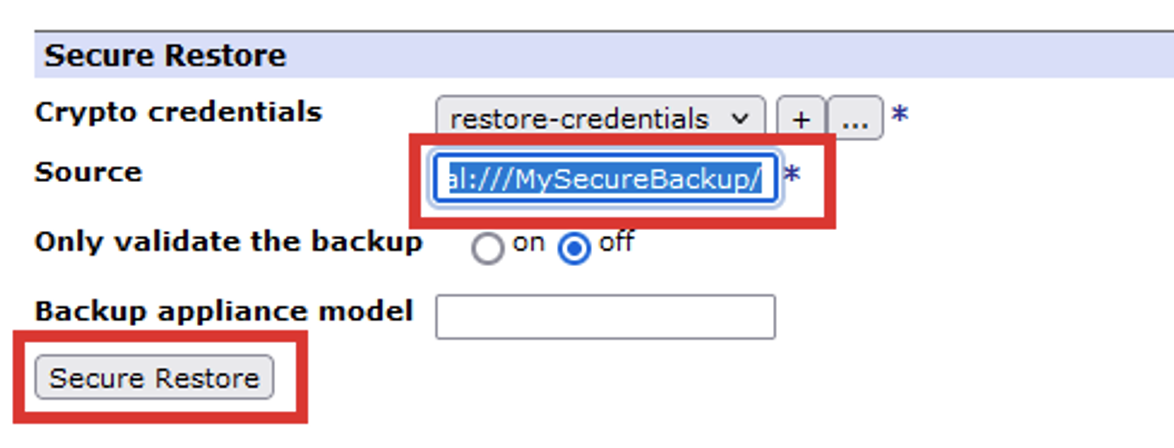 Secure Restore
Crypto credentials restore-credentials + ... *
Source al:///MySecureBackup/ *
Only validate the backup on off
Backup appliance model
Secure Restore